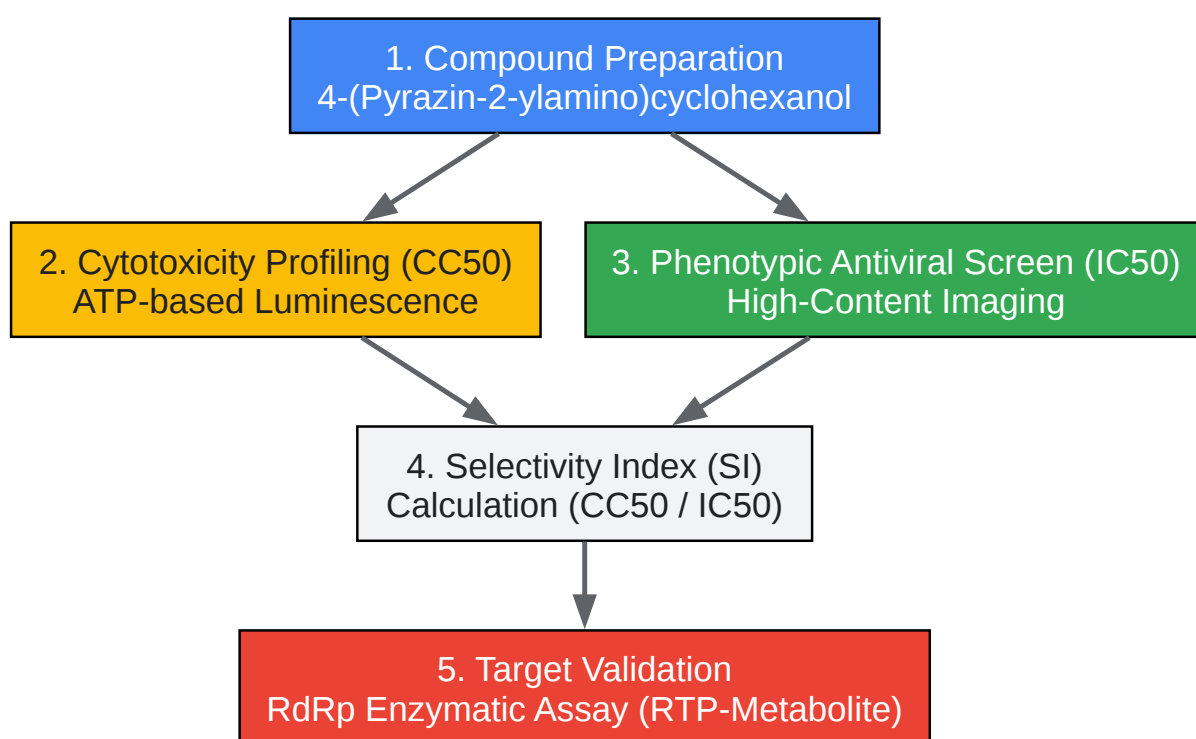 1. Compound Preparation
4-(Pyrazin-2-ylamino)cyclohexanol
2. Cytotoxicity Profiling (CC50)
ATP-based Luminescence
3. Phenotypic Antiviral Screen (IC50)
High-Content Imaging
4. Selectivity Index (SI)
Calculation (CC50 / IC50)
5. Target Validation
RdRp Enzymatic Assay (RTP-Metabolite)